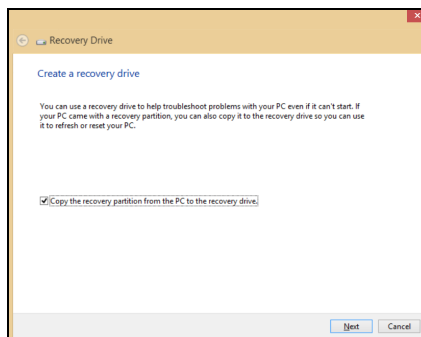 Recovery Drive
Create a recovery drive
You can use a recovery drive to help troubleshoot problems with your PC even if it can't start. If
your PC came with a recovery partition, you can also copy it to the recovery drive so you can use
it to refresh or reset your PC.
Copy the recovery partition from the PC to the recovery drive.
Next Cancel